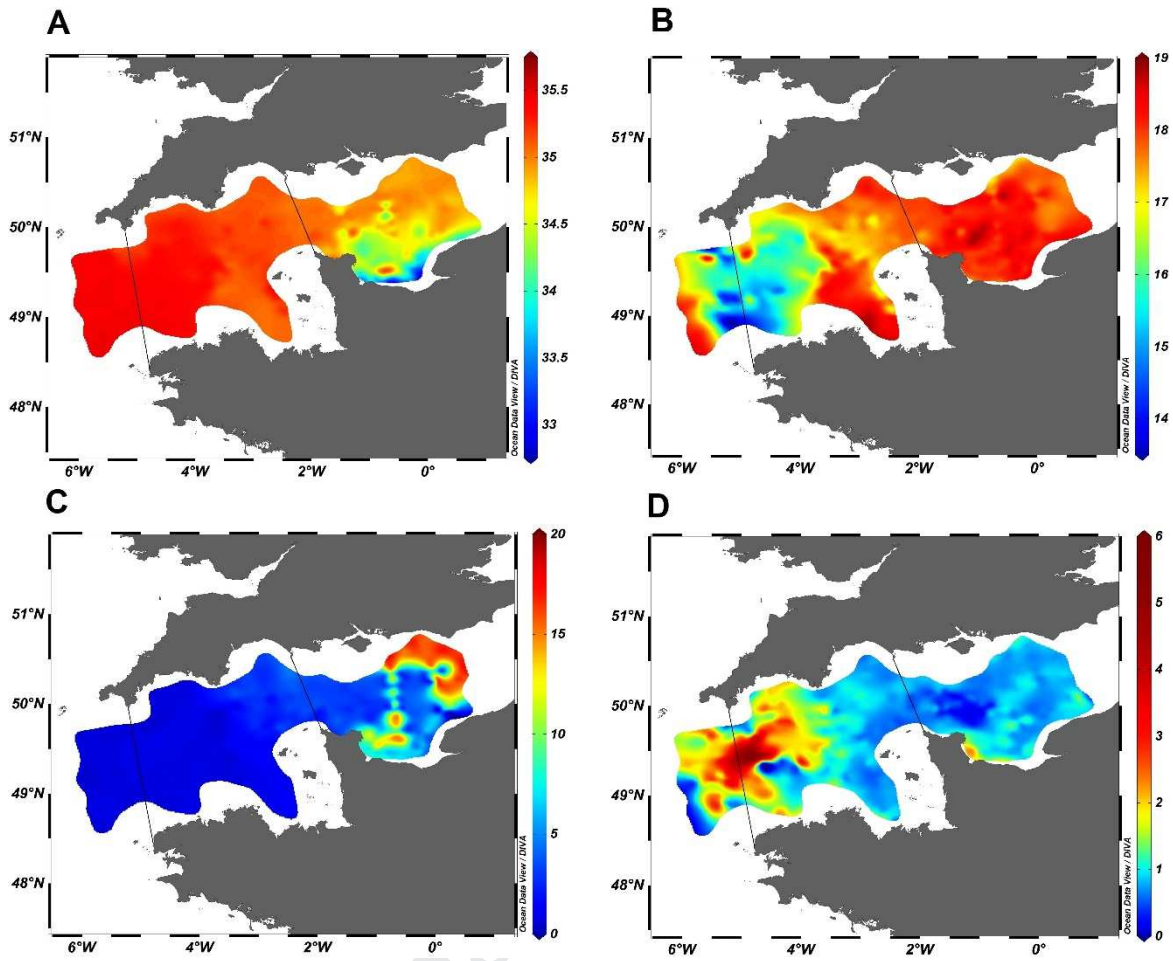 A
B
51°N
50°N
49°N
48°N
6°W 4°W 2°W 0°
35.5
35
34.5
34
33.5
33
Ocean Data View / DIVA
51°N
50°N
49°N
48°N
6°W 4°W 2°W 0°
19
18
17
16
15
14
Ocean Data View / DIVA
C
D
51°N
50°N
49°N
48°N
6°W 4°W 2°W 0°
20
15
10
5
0
Ocean Data View / DIVA
51°N
50°N
49°N
48°N
6°W 4°W 2°W 0°
6
5
4
3
2
1
0
Ocean Data View / DIVA